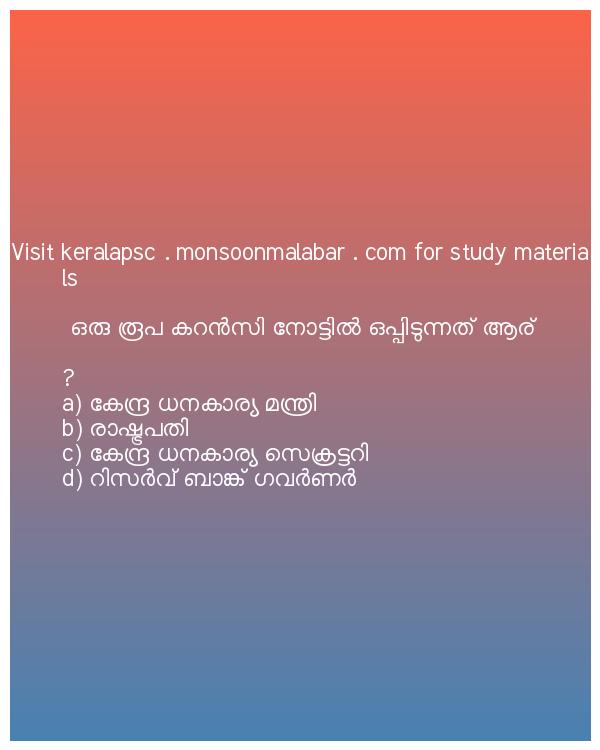 Visit keralapsc . monsoonmalabar . com for study materia
ls
ഒരു രൂപ കറൻസി നോട്ടിൽ ഒപ്പിടുന്നത് ആര്
?
a) കേന്ദ്ര ധനകാര്യ മന്ത്രി
b) രാഷ്ട്രപതി
c) കേന്ദ്ര ധനകാര്യ സെക്രട്ടറി
d) റിസർവ് ബാങ്ക് ഗവർണർ